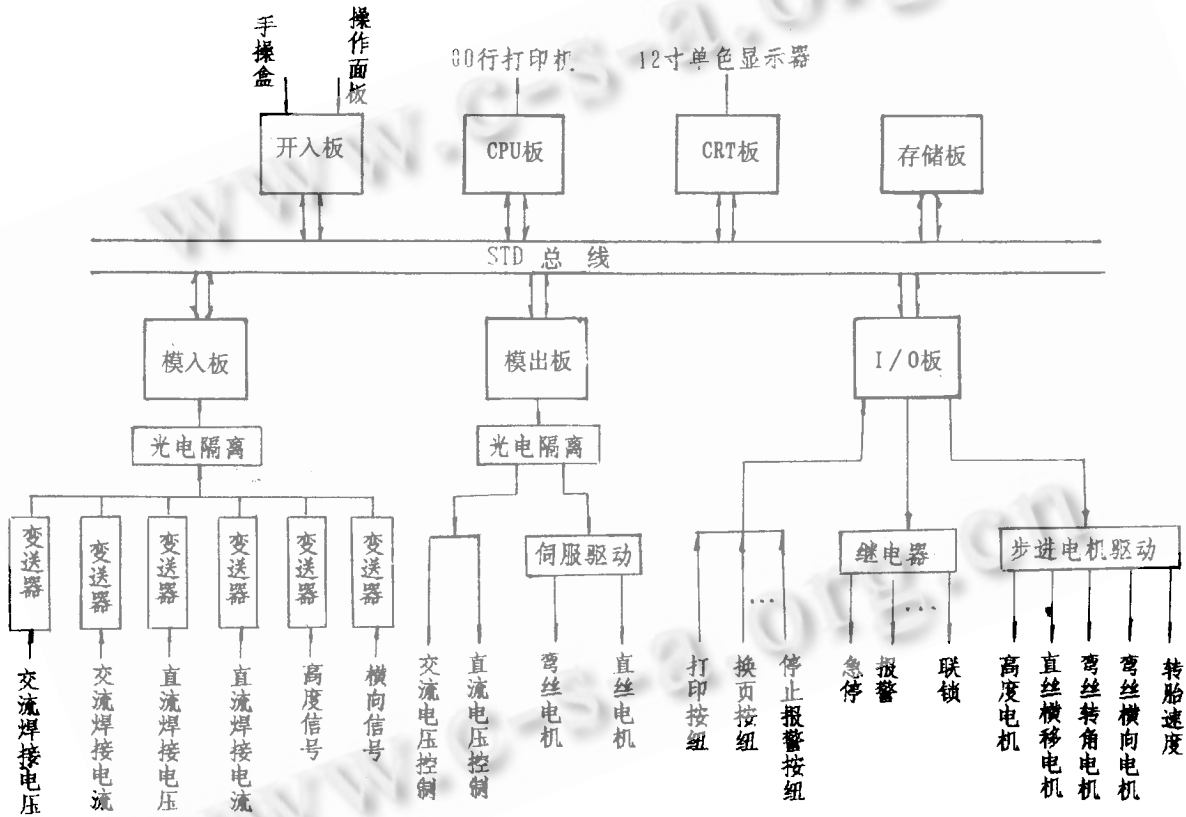 手操盒
操作面板
80行打印机
12寸单色显示器
开入板
CPU板
CRT板
存储板
STD 总 线
模入板
模出板
I/O板
光电隔离
光电隔离
变送器
变送器
变送器
变送器
变送器
变送器
伺服驱动
继电器
步进电机驱动
...
...
交流焊接电压
交流焊接电流
直流焊接电压
直流焊接电流
高度信号
横向信号
交流电压控制
直流电压控制
弯丝电机
直丝电机
打印按纽
换页按纽
停止报警按纽
急停
报警
联锁
高度电机
直丝横移电机
弯丝转角电机
弯丝横向电机
转胎速度
www.c-s-a.org.cn
www.c-s-a.org.cn